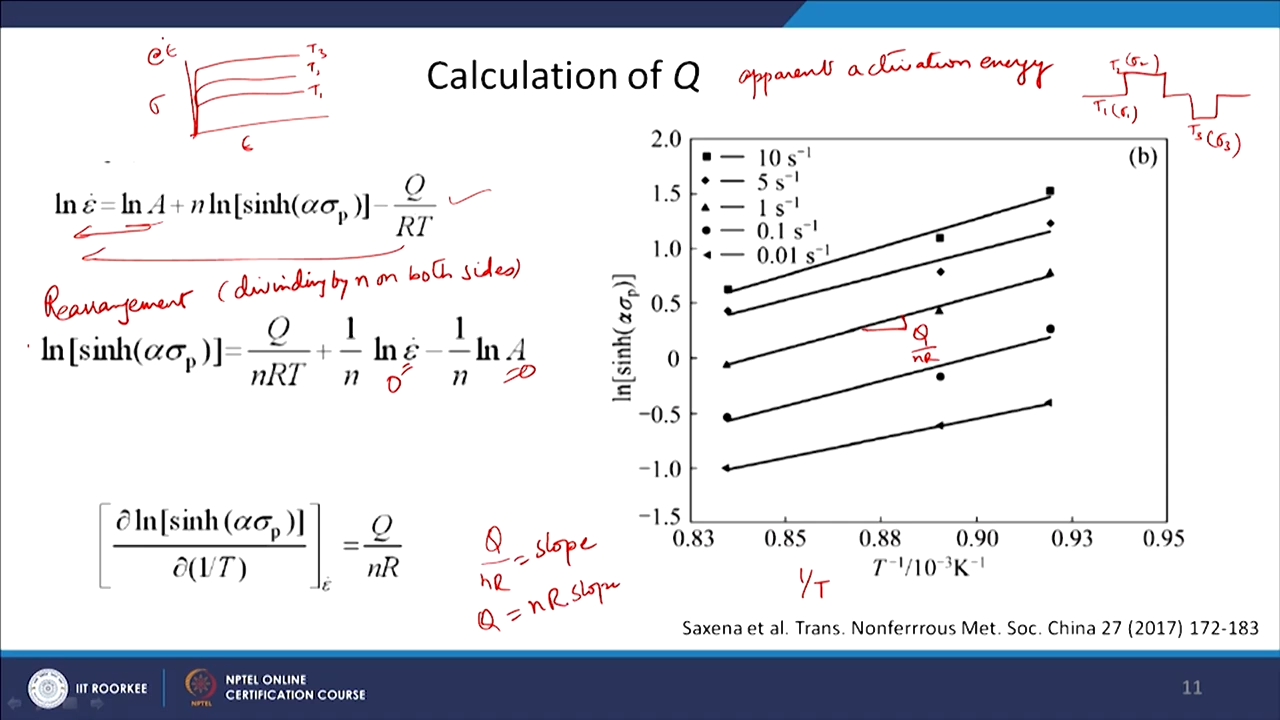 Calculation of Q
apparent activation energy
@ ε̇
σ
ε
T3
T1
T1
T2(σ2)
T1(σ1)
T3(σ3)
ln ε̇ = ln A + n ln[sinh(ασp)] − Q/RT
Rearrangement (dividing by n on both sides)
ln[sinh(ασp)] = Q/nRT + 1/n ln ε̇ − 1/n ln A
0 =
=0
[∂ ln[sinh(ασp)] / ∂(1/T)]ε̇ = Q/nR
Q/nR = slope
Q = nR slope
(b)
10 s⁻¹
5 s⁻¹
1 s⁻¹
0.1 s⁻¹
0.01 s⁻¹
2.0
1.5
1.0
0.5
0
−0.5
−1.0
−1.5
ln[sinh(ασp)]
Q/nR
0.83 0.85 0.88 0.90 0.93 0.95
T⁻¹/10⁻³K⁻¹
1/T
Saxena et al. Trans. Nonferrrous Met. Soc. China 27 (2017) 172-183
IIT ROORKEE
NPTEL
NPTEL ONLINE
CERTIFICATION COURSE
11